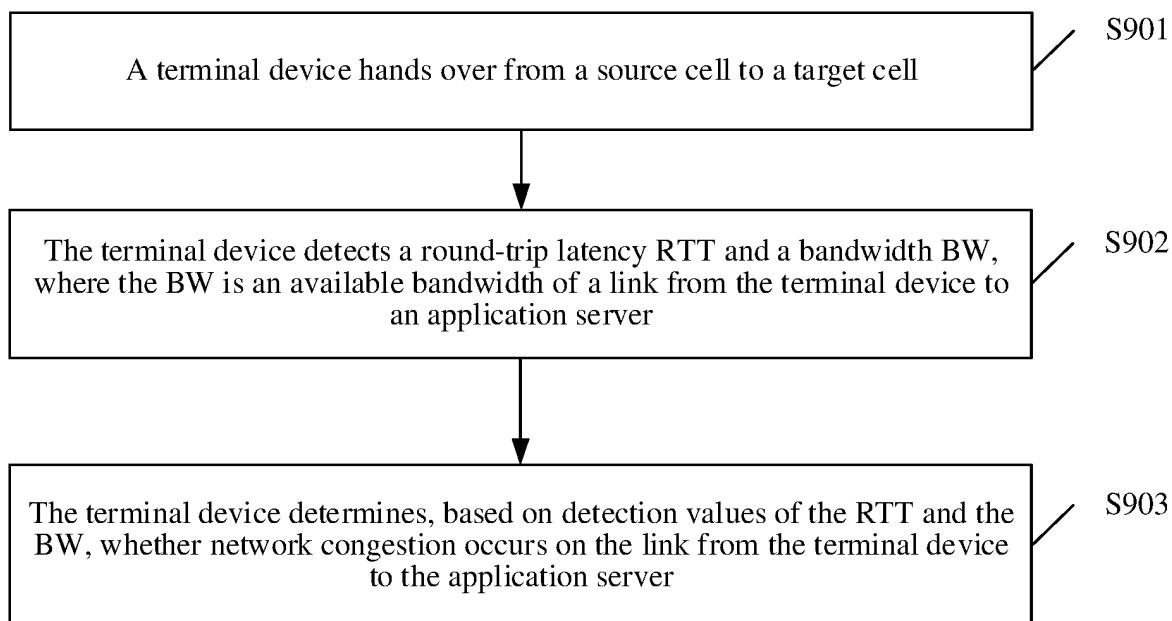 S901
A terminal device hands over from a source cell to a target cell
S902
The terminal device detects a round-trip latency RTT and a bandwidth BW,
where the BW is an available bandwidth of a link from the terminal device to
an application server
S903
The terminal device determines, based on detection values of the RTT and the
BW, whether network congestion occurs on the link from the terminal device
to the application server